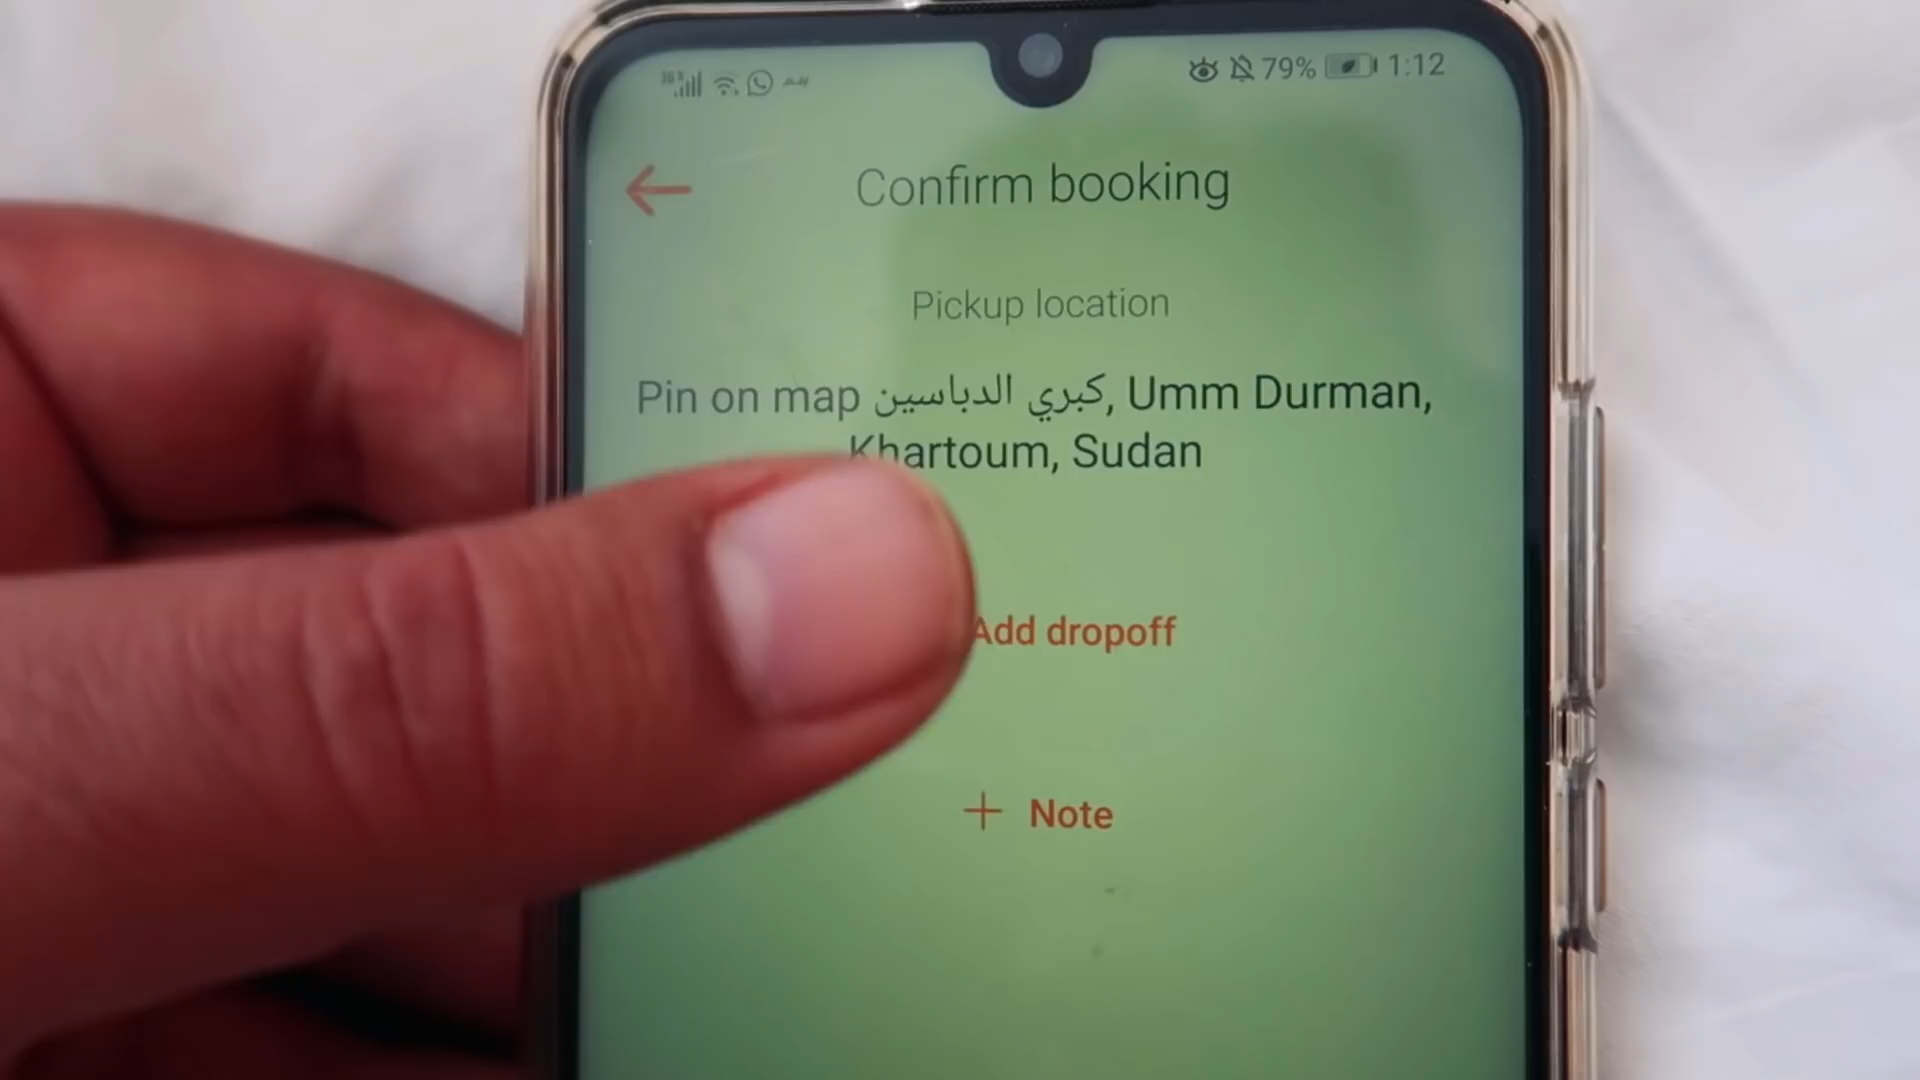 79% 1:12
Confirm booking
Pickup location
Pin on map كبري الدباسين, Umm Durman,
Khartoum, Sudan
Add dropoff
+ Note